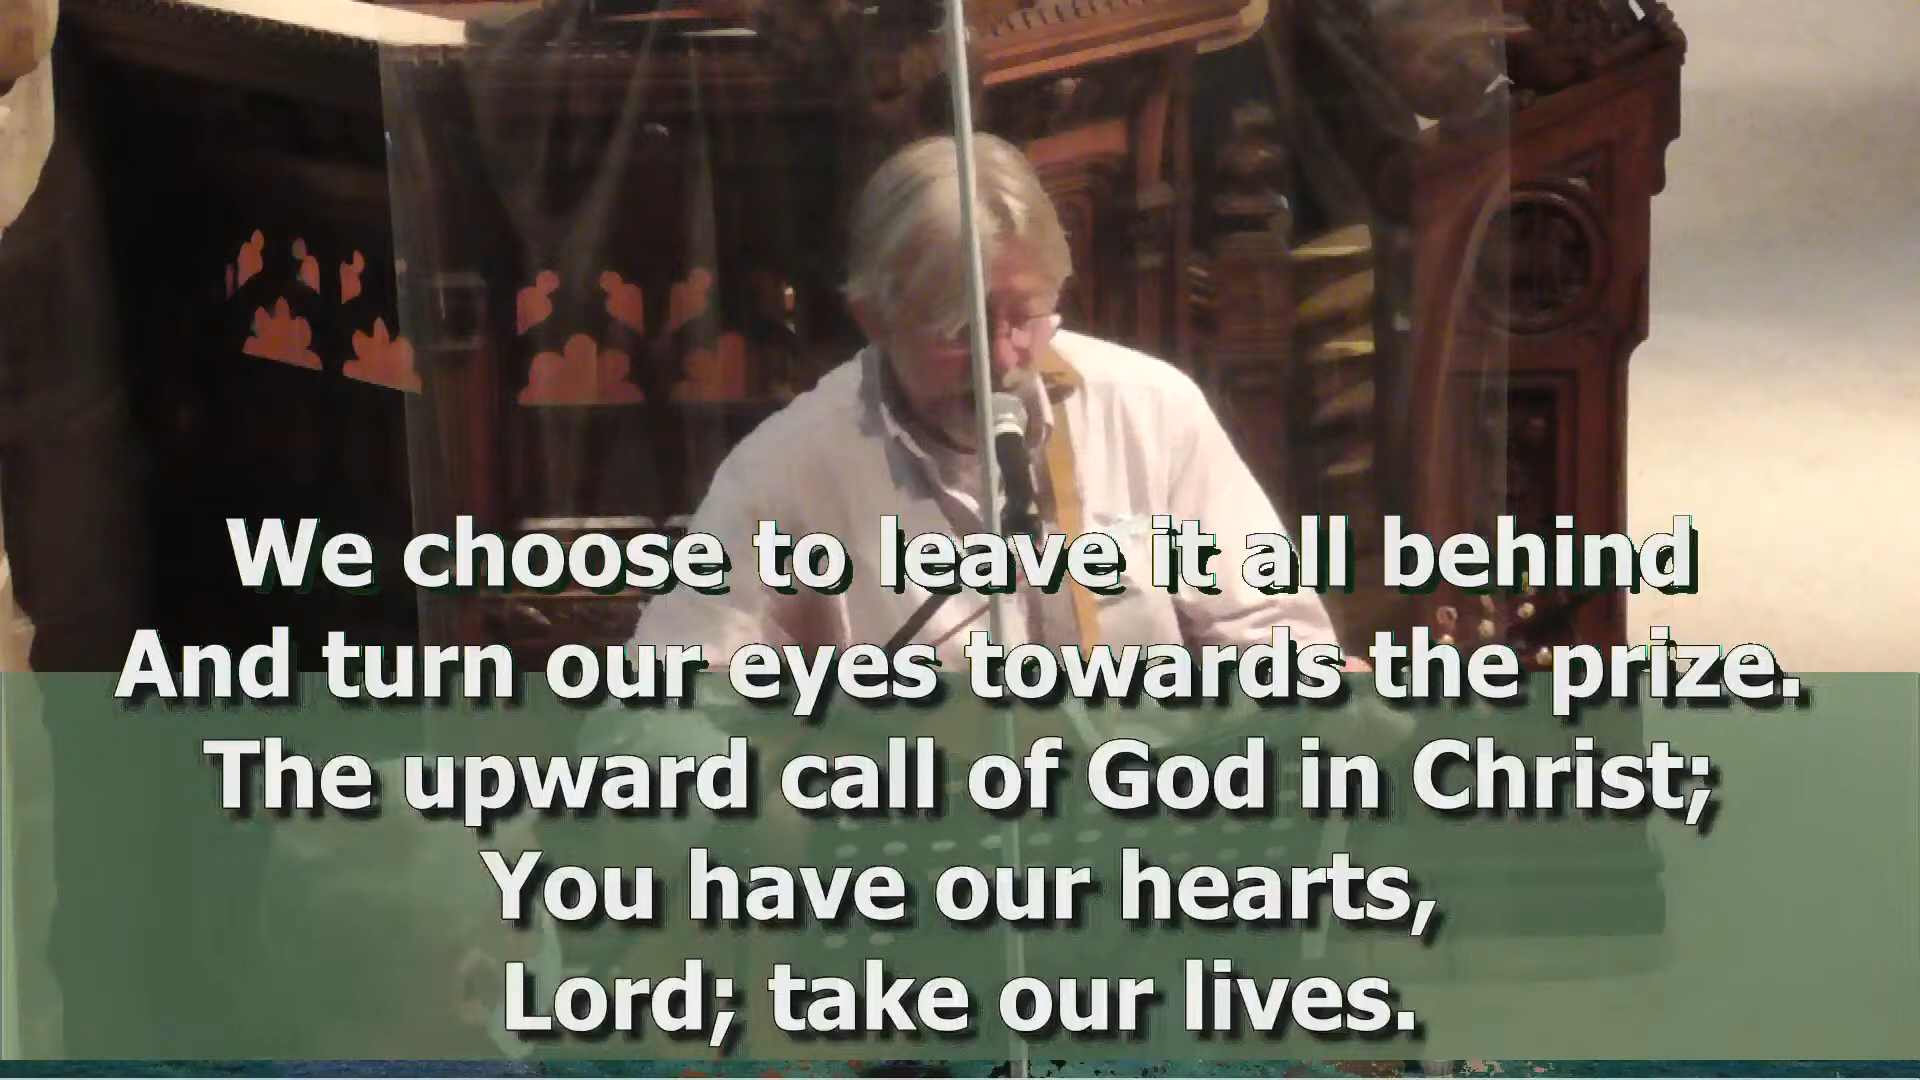 We choose to leave it all behind
And turn our eyes towards the prize.
The upward call of God in Christ;
You have our hearts,
Lord; take our lives.